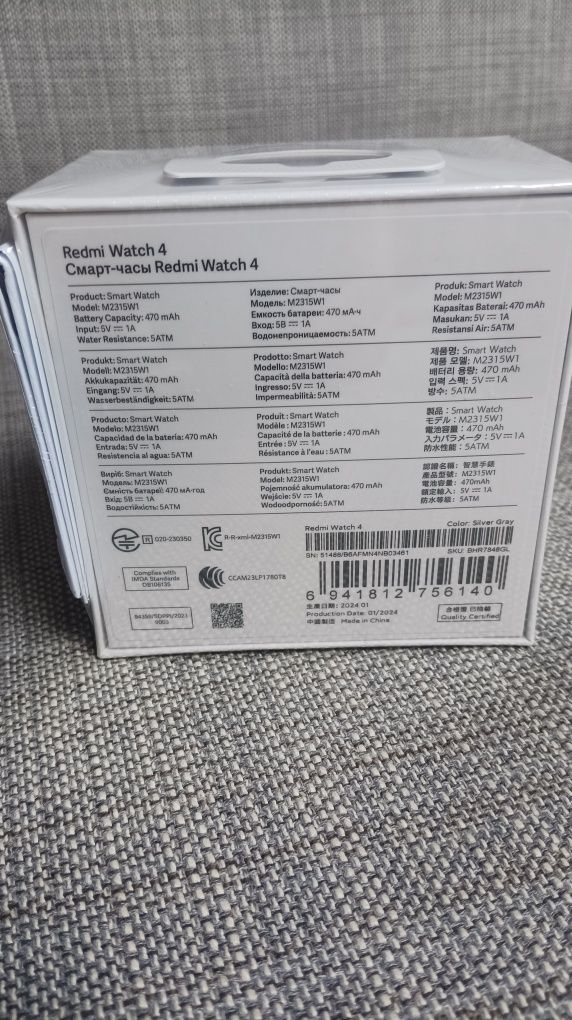 Redmi Watch 4
Смарт-часы Redmi Watch 4
Product: Smart Watch
Model: M2315W1
Battery Capacity: 470 mAh
Input: 5V ⎓ 1A
Water Resistance: 5ATM
Изделие: Смарт-часы
Модель: M2315W1
Емкость батареи: 470 мА·ч
Вход: 5В ⎓ 1A
Водонепроницаемость: 5ATM
Produk: Smart Watch
Model: M2315W1
Kapasitas Baterai: 470 mAh
Masukan: 5V ⎓ 1A
Resistansi Air: 5ATM
Produkt: Smart Watch
Modell: M2315W1
Akkukapazität: 470 mAh
Eingang: 5V ⎓ 1A
Wasserbeständigkeit: 5ATM
Prodotto: Smart Watch
Modello: M2315W1
Capacità della batteria: 470 mAh
Ingresso: 5V ⎓ 1A
Impermeabilità: 5ATM
제품명: Smart Watch
제품 모델: M2315W1
배터리 용량: 470 mAh
입력 스펙: 5V ⎓ 1A
방수: 5ATM
Producto: Smart Watch
Modelo: M2315W1
Capacidad de la batería: 470 mAh
Entrada: 5V ⎓ 1A
Resistencia al agua: 5ATM
Produit : Smart Watch
Modèle : M2315W1
Capacité de la batterie : 470 mAh
Entrée : 5V ⎓ 1A
Résistance à l'eau : 5ATM
製品：Smart Watch
モデル：M2315W1
電池容量：470 mAh
入力パラメータ：5V ⎓ 1A
防水性能：5ATM
Виріб: Smart Watch
Модель: M2315W1
Ємність батареї: 470 мА·год
Вхід: 5В ⎓ 1A
Водостійкість: 5ATM
Produkt: Smart Watch
Model: M2315W1
Pojemność akumulatora: 470 mAh
Wejście: 5V ⎓ 1A
Wodoodporność: 5ATM
認證名稱：智慧手錶
產品型號：M2315W1
電池容量：470mAh
額定輸入：5V ⎓ 1A
防水等級：5ATM
R 020-230350
R-R-xmi-M2315W1
Redmi Watch 4
Color: Silver Gray
SN: 51488/B6AFMN4NB03461
SKU: BHR7848GL
Complies with
IMDA Standards
DB106135
CCAM23LP1780T8
6 941812 756140
94359/SDPPI/2023
9003
生產日期: 2024 01
Production Date: 01/2024
中國製造 Made in China
合格證 已檢驗
Quality Certified